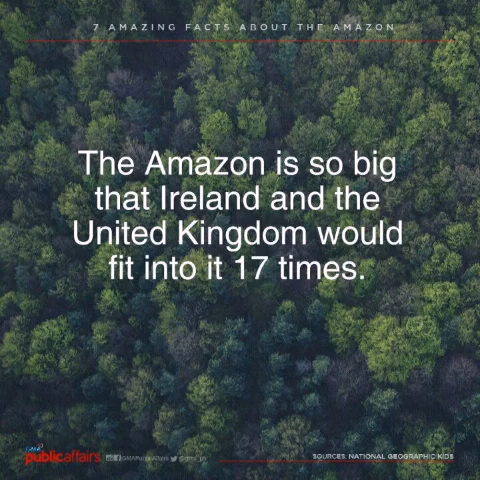 7 AMAZING FACTS ABOUT THE AMAZON
The Amazon is so big
that Ireland and the
United Kingdom would
fit into it 17 times.
publicaffairs
SOURCES: NATIONAL GEOGRAPHIC KIDS